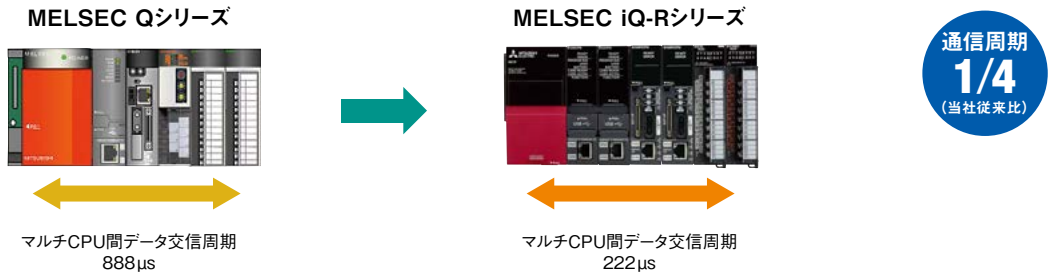 MELSEC Qシリーズ
MELSEC iQ-Rシリーズ
通信周期
1/4
(当社従来比)
MITSUBISHI
マルチCPU間データ交信周期
888μs
マルチCPU間データ交信周期
222μs